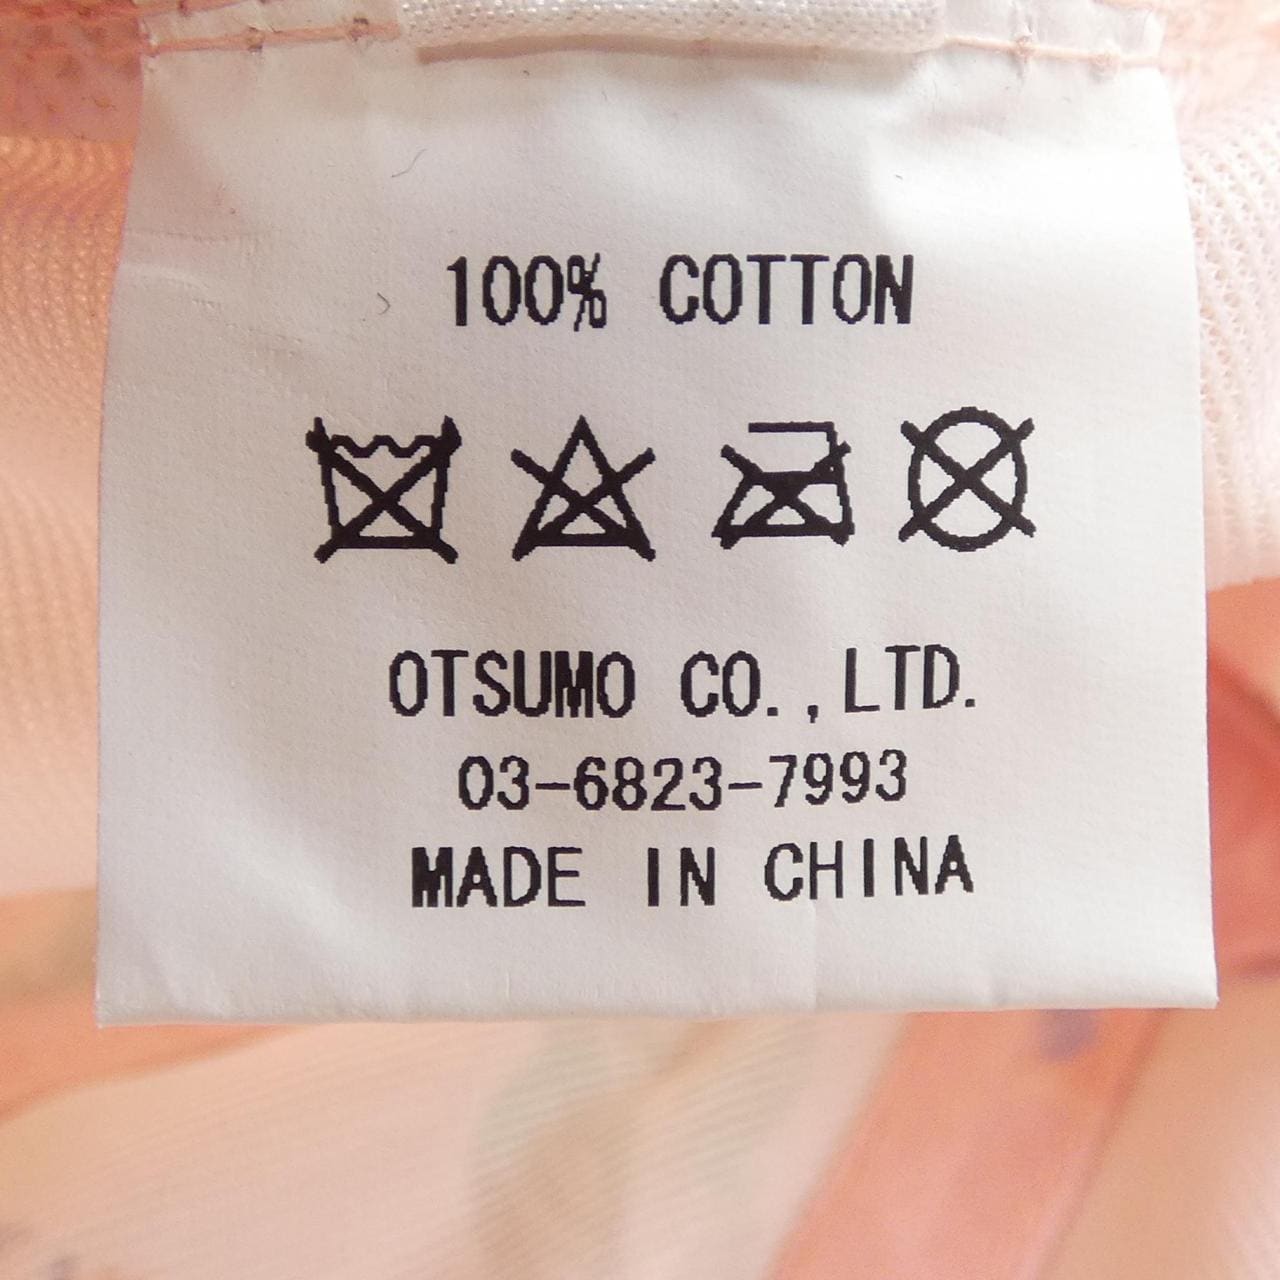 100% COTTON
OTSUMO CO.,LTD.
03-6823-7993
MADE IN CHINA